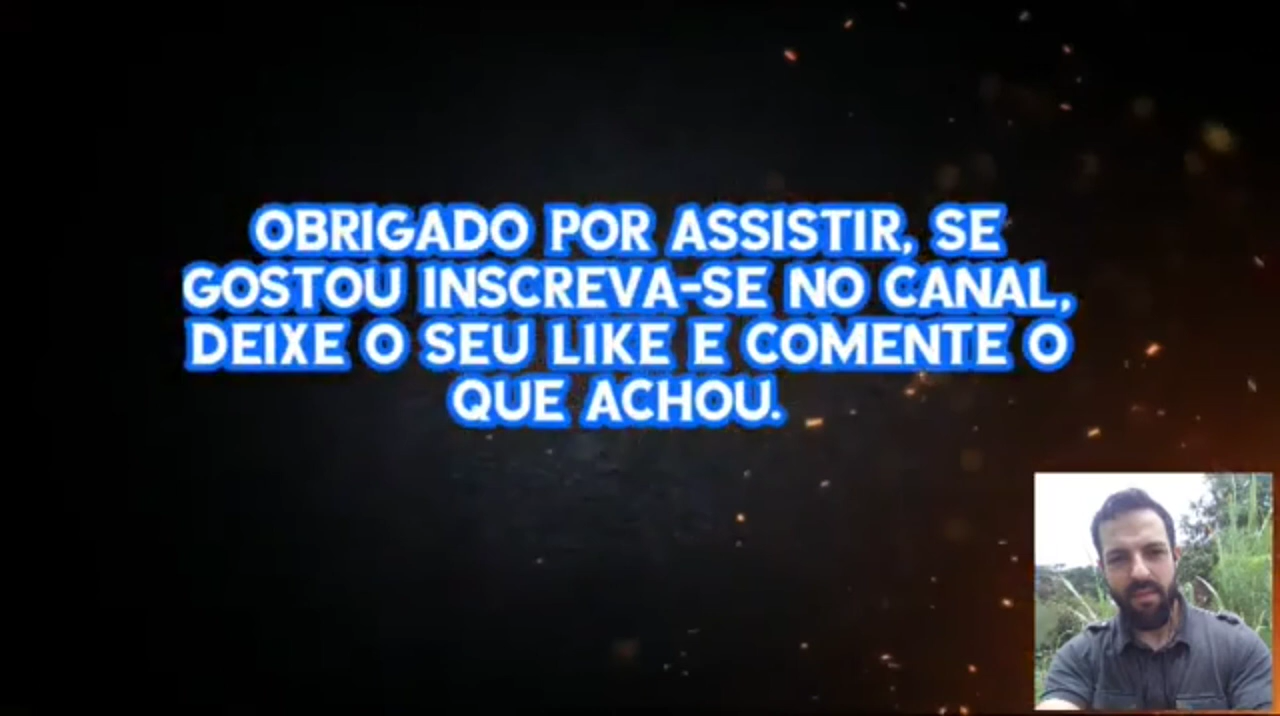 OBRIGADO POR ASSISTIR, SE
GOSTOU INSCREVA-SE NO CANAL,
DEIXE O SEU LIKE E COMENTE O
QUE ACHOU.